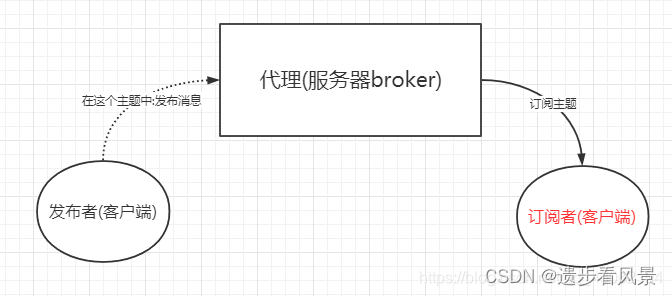 代理(服务器broker)
在这个主题中:发布消息
订阅主题
发布者(客户端)
订阅者(客户端)
CSDN @遗步看风景